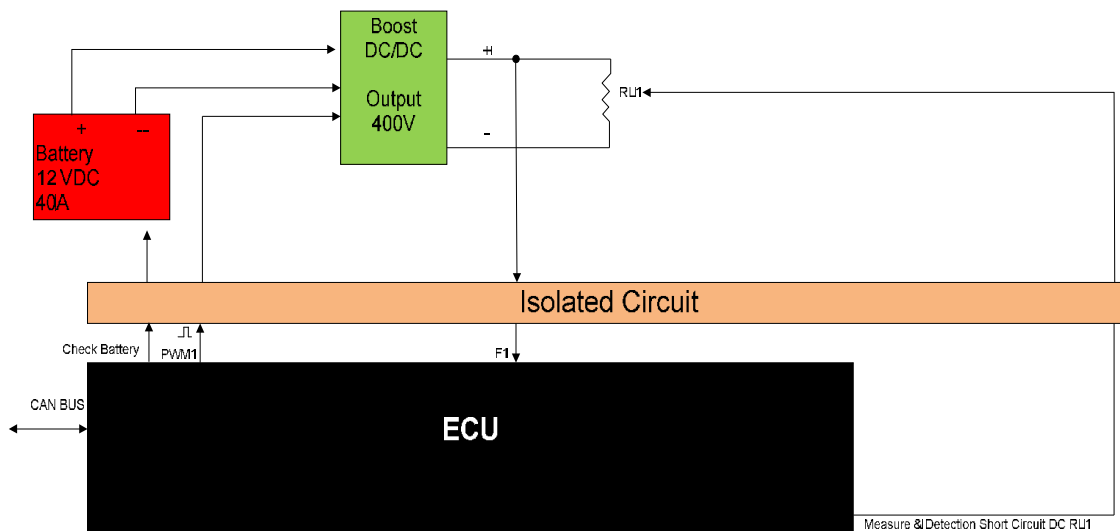 Boost
DC/DC
Output
400V
+
-
RL1
+ --
Battery
12 VDC
40A
Isolated Circuit
Check Battery
PWM1
F1
CAN BUS
ECU
Measure & Detection Short Circuit DC RL1